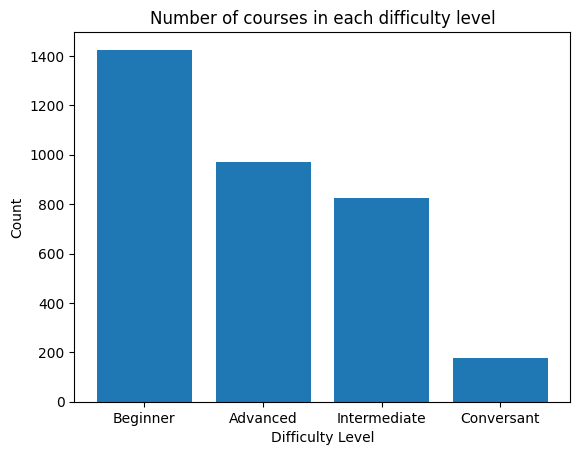 Number of courses in each difficulty level
1400
1200
1000
800
600
400
200
0
Count
Beginner
Advanced
Intermediate
Conversant
Difficulty Level